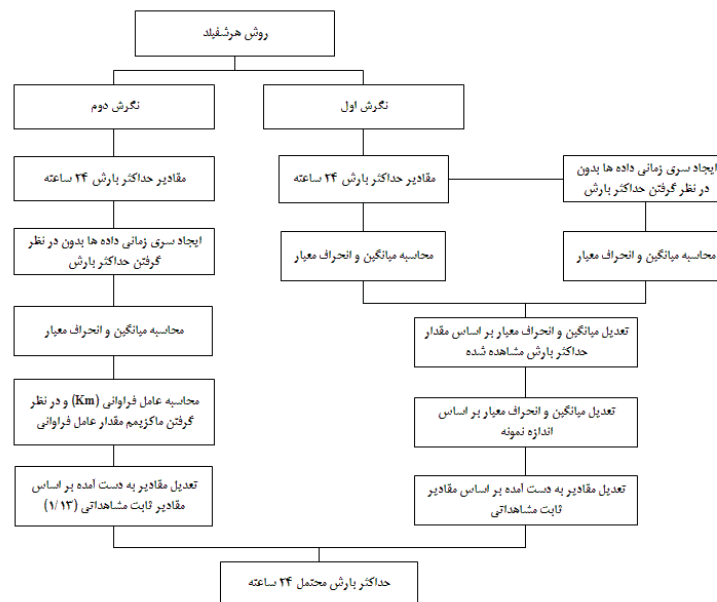 روش هرشفیلد
نگرش اول
نگرش دوم
مقادیر حداکثر بارش ۲۴ ساعته
ایجاد سری زمانی داده ها بدون
در نظر گرفتن حداکثر بارش
محاسبه میانگین و انحراف معیار
محاسبه میانگین و انحراف معیار
تعدیل میانگین و انحراف معیار بر اساس مقدار
حداکثر بارش مشاهده شده
تعدیل میانگین و انحراف معیار بر اساس
اندازه نمونه
تعدیل مقادیر به دست آمده بر اساس مقادیر
ثابت مشاهداتی
مقادیر حداکثر بارش ۲۴ ساعته
ایجاد سری زمانی داده ها بدون در نظر
گرفتن حداکثر بارش
محاسبه میانگین و انحراف معیار
محاسبه عامل فراوانی (Km) و در نظر
گرفتن ماکزیمم مقدار عامل فراوانی
تعدیل مقادیر به دست آمده بر اساس
مقادیر ثابت مشاهداتی (۱/۱۳)
حداکثر بارش محتمل ۲۴ ساعته